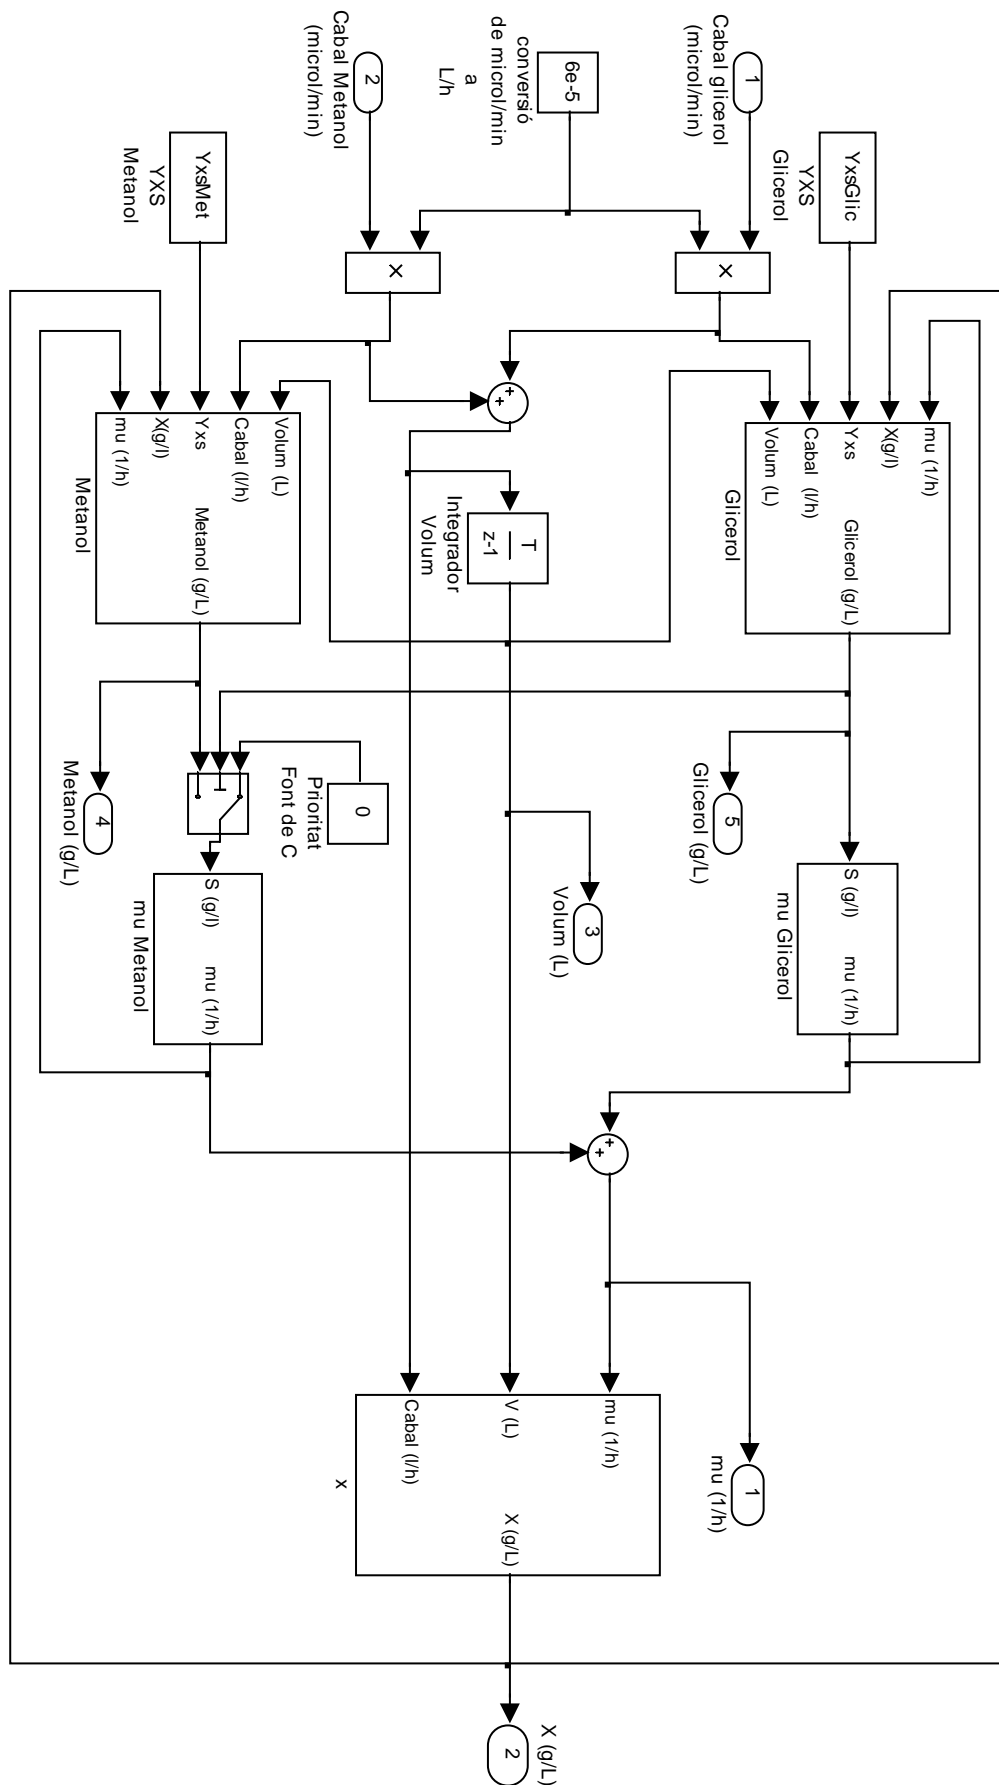 1
Cabal glicerol
(microl/min)
6e-5
conversió
de microl/min
a
L/h
2
Cabal Metanol
(microl/min)
YxsGlic
YXS
Glicerol
YxsMet
YXS
Metanol
×
×
mu (1/h)
X(g/l)
Yxs
Cabal (l/h)
Volum (L)
Glicerol (g/L)
Glicerol
+
+
T
z-1
Integrador
Volum
Volum (L)
Cabal (l/h)
Yxs
X(g/l)
mu (1/h)
Metanol (g/L)
Metanol
5
Glicerol (g/L)
0
Prioritat
Font de C
4
Metanol (g/L)
S (g/l)
mu (1/h)
mu Glicerol
3
Volum (L)
S (g/l)
mu (1/h)
mu Metanol
+
+
1
mu (1/h)
mu (1/h)
V (L)
Cabal (l/h)
X (g/L)
x
X (g/L)
2